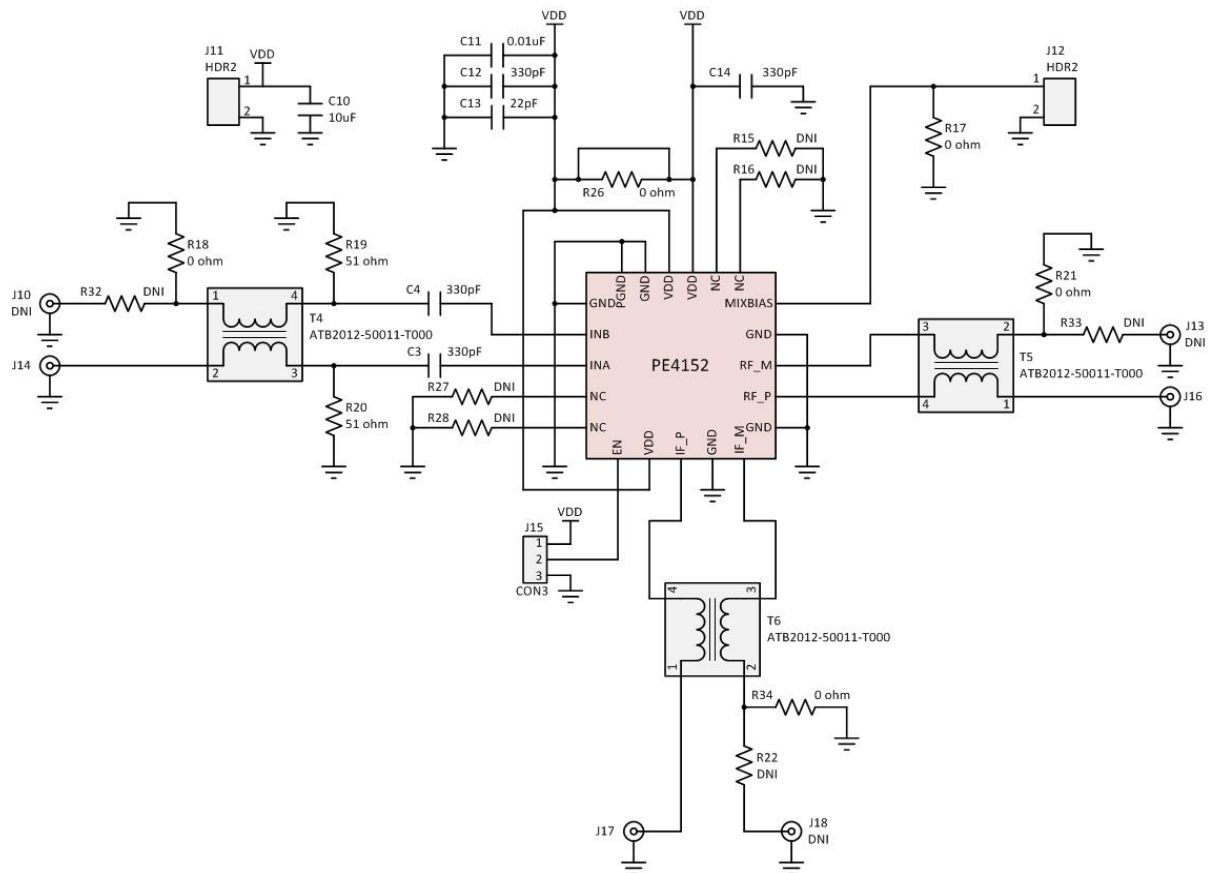 VDD
VDD
C11 0.01uF
J11
HDR2
VDD
1
2
C10
10uF
C12 330pF
C13 22pF
C14 330pF
J12
HDR2
1
2
R17
0 ohm
R15 DNI
R16 DNI
R26 0 ohm
R18
0 ohm
R19
51 ohm
R21
0 ohm
J10
DNI
R32 DNI
1 4
T4
ATB2012-50011-T000
2 3
J14
C4 330pF
C3 330pF
R20
51 ohm
R27 DNI
R28 DNI
PGND
GND
VDD
VDD
NC
NC
GND
INB
INA
NC
NC
PE4152
MIXBIAS
GND
RF_M
RF_P
GND
EN
VDD
IF_P
GND
IF_M
3 2
R33 DNI
J13
DNI
T5
ATB2012-50011-T000
4 1
J16
J15
VDD
1
2
3
CON3
4 3
T6
ATB2012-50011-T000
1 2
R34 0 ohm
R22
DNI
J17
J18
DNI